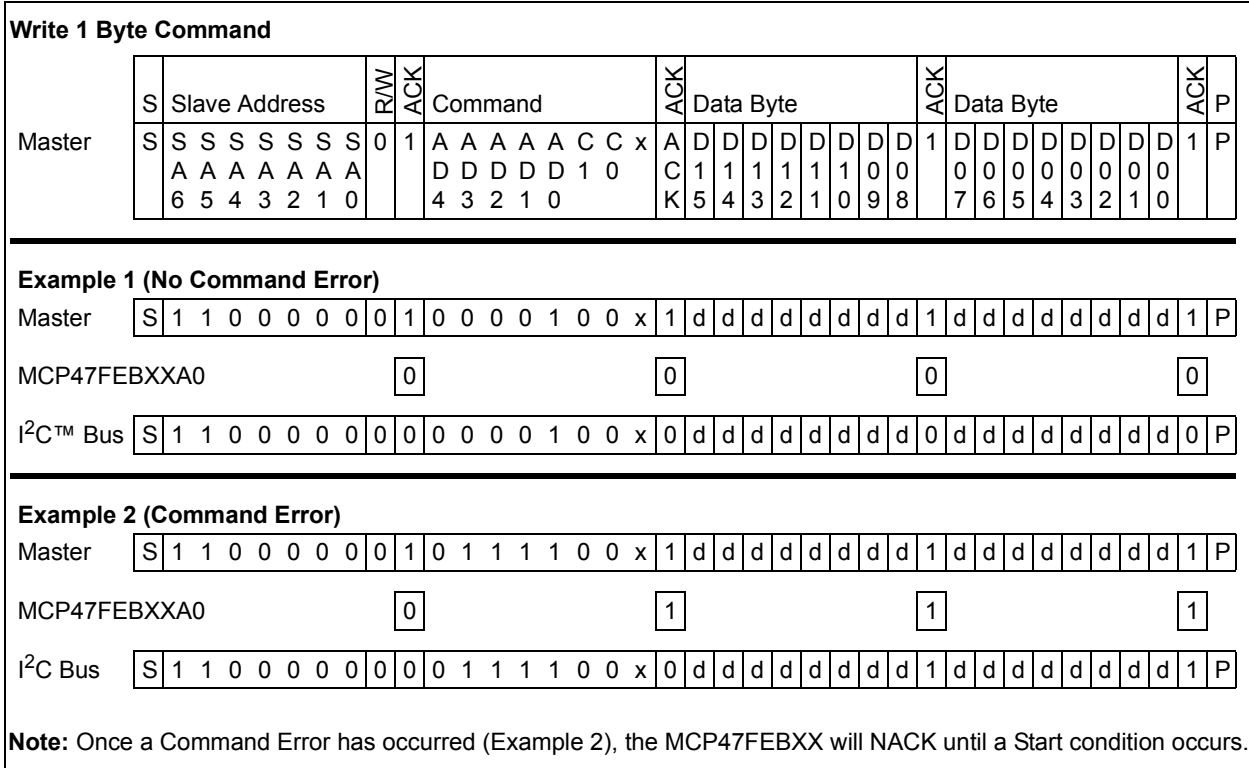 Write 1 Byte Command
S Slave Address R/W ACK Command ACK Data Byte ACK Data Byte ACK P
Master S S S S S S S S 0 1 A A A A A C C x A D D D D D D D D 1 D D D D D D D D 1 P
A A A A A A A D D D D D 1 0 C 1 1 1 1 1 1 0 0 0 0 0 0 0 0 0 0
6 5 4 3 2 1 0 4 3 2 1 0 K 5 4 3 2 1 0 9 8 7 6 5 4 3 2 1 0
Example 1 (No Command Error)
Master S 1 1 0 0 0 0 0 0 1 0 0 0 0 1 0 0 x 1 d d d d d d d d 1 d d d d d d d d 1 P
MCP47FEBXXA0 0 0 0 0
I²C™ Bus S 1 1 0 0 0 0 0 0 0 0 0 0 0 1 0 0 x 0 d d d d d d d d 0 d d d d d d d d 0 P
Example 2 (Command Error)
Master S 1 1 0 0 0 0 0 0 1 0 1 1 1 1 0 0 x 1 d d d d d d d d 1 d d d d d d d d 1 P
MCP47FEBXXA0 0 1 1 1
I²C Bus S 1 1 0 0 0 0 0 0 0 0 1 1 1 1 0 0 x 0 d d d d d d d d 1 d d d d d d d d 1 P
Note: Once a Command Error has occurred (Example 2), the MCP47FEBXX will NACK until a Start condition occurs.